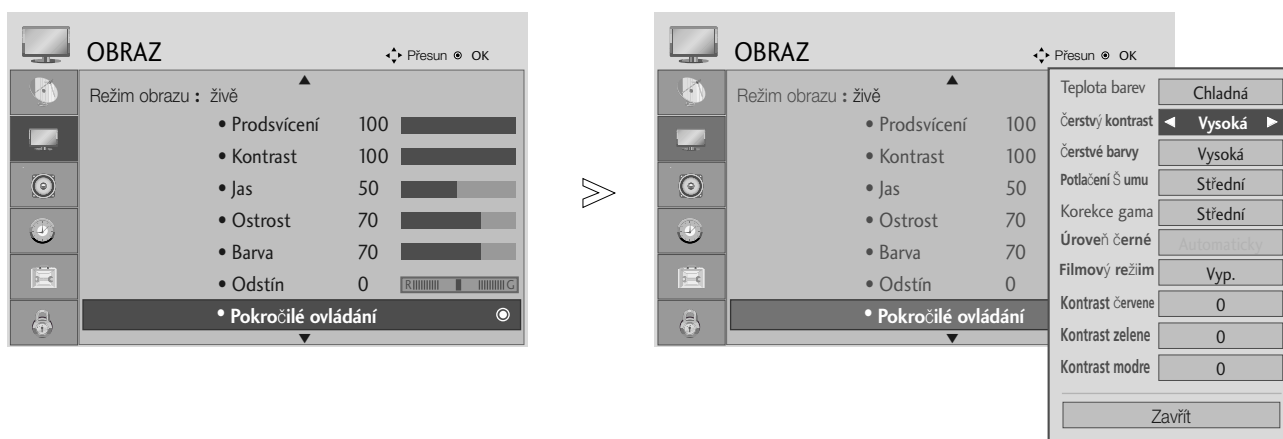 OBRAZ
Přesun OK
Režim obrazu : živě
• Prodsvícení 100
• Kontrast 100
• Jas 50
• Ostrost 70
• Barva 70
• Odstín 0 R G
• Pokročilé ovládání
OBRAZ
Přesun OK
Režim obrazu : živě
• Prodsvícení 100
• Kontrast 100
• Jas 50
• Ostrost 70
• Barva 70
• Odstín 0
• Pokročilé ovládání
Teplota barev Chladná
Čerstvý kontrast Vysoká
Čerstvé barvy Vysoká
Potlačení Š umu Střední
Korekce gama Střední
Úroveň černé Automaticky
Filmový režiim Vyp.
Kontrast červene 0
Kontrast zelene 0
Kontrast modre 0
Zavřít